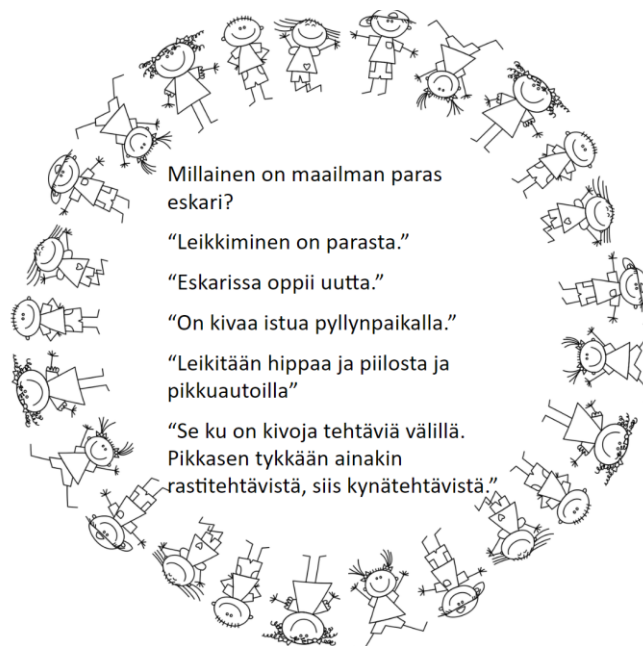 Millainen on maailman paras
eskari?
“Leikkiminen on parasta.”
“Eskarissa oppii uutta.”
“On kivaa istua pyllynpaikalla.”
“Leikitään hippaa ja piilosta ja
pikkuautoilla”
“Se ku on kivoja tehtäviä välillä.
Pikkasen tykkään ainakin
rastitehtävistä, siis kynätehtävistä.”